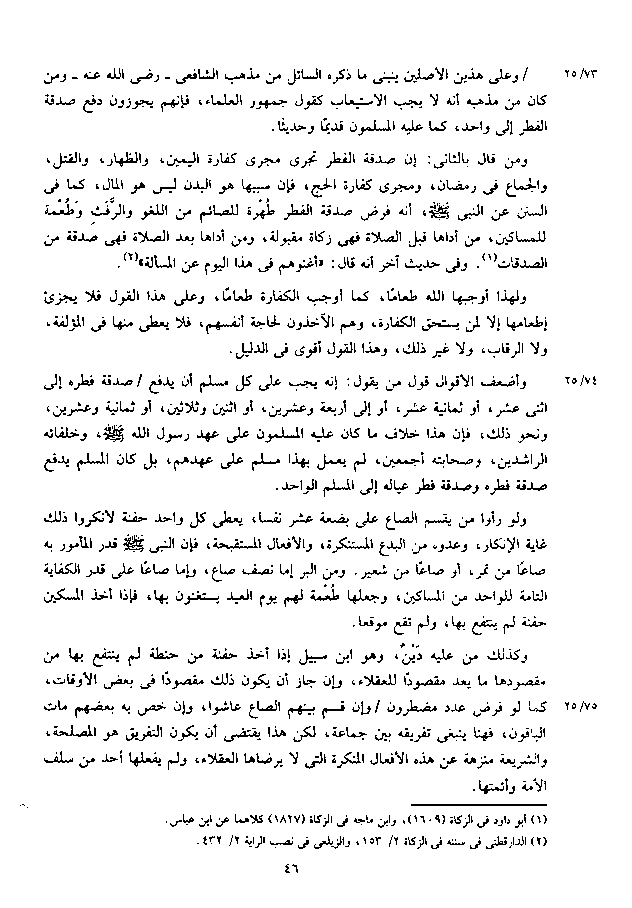 ٢٥/٧٣ / وعلى هذين الأصلين ينبنى ما ذكره السائل من مذهب الشافعى ـ رضى الله عنه ـ ومن
كان من مذهبه أنه لا يجب الاستيعاب كقول جمهور العلماء، فإنهم يجوزون دفع صدقة
الفطر إلى واحد، كما عليه المسلمون قديمًا وحديثًا.
ومن قال بالثانى: إن صدقة الفطر تجرى مجرى كفارة اليمين، والظهار، والقتل،
والجماع فى رمضان، ومجرى كفارة الحج، فإن سببها هو البدن ليس هو المال، كما فى
السنن عن النبى ﷺ، أنه فرض صدقة الفطر طُهْرة للصائم من اللغو والرَّفَثِ وَطُعْمة
للمساكين، من أداها قبل الصلاة فهى زكاة مقبولة، ومن أداها بعد الصلاة فهى صدقة من
الصدقات(١). وفى حديث آخر أنه قال: «أغنوهم فى هذا اليوم عن المسألة»(٢).
ولهذا أوجبها الله طعامًا، كما أوجب الكفارة طعامًا، وعلى هذا القول فلا يجزئ
إطعامها إلا لمن يستحق الكفارة، وهم الآخذون لحاجة أنفسهم، فلا يعطى منها فى المؤلفة،
ولا الرقاب، ولا غير ذلك، وهذا القول أقوى فى الدليل.
٢٥/٧٤ وأضعف الأقوال قول من يقول: إنه يجب على كل مسلم أن يدفع / صدقة فطره إلى
اثنى عشر، أو ثمانية عشر، أو إلى أربعة وعشرين، أو اثنين وثلاثين، أو ثمانية وعشرين،
ونحو ذلك، فإن هذا خلاف ما كان عليه المسلمون على عهد رسول الله ﷺ، وخلفائه
الراشدين، وصحابته أجمعين، لم يعمل بهذا مسلم على عهدهم، بل كان المسلم يدفع
صدقة فطره وصدقة فطر عياله إلى المسلم الواحد.
ولو رأوا من يقسم الصاع على بضعة عشر نفسا، يعطى كل واحد حفنة لأنكروا ذلك
غاية الإنكار، وعدوه من البدع المستنكرة، والأفعال المستقبحة، فإن النبى ﷺ قدر المأمور به
صاعًا من تمر، أو صاعًا من شعير. ومن البر إما نصف صاع، وإما صاعًا على قدر الكفاية
التامة للواحد من المساكين، وجعلها طُعْمة لهم يوم العيد يستغنون بها، فإذا أخذ المسكين
حفنة لم ينتفع بها، ولم تقع موقعا.
وكذلك من عليه دَيْنٌ، وهو ابن سبيل إذا أخذ حفنة من حنطة لم ينتفع بها من
مقصودها ما يعد مقصودًا للعقلاء، وإن جاز أن يكون ذلك مقصودًا فى بعض الأوقات،
٢٥/٧٥ كما لو فرض عدد مضطرون / وإن قسم بينهم الصاع عاشوا، وإن خص به بعضهم مات
الباقون، فهنا ينبغى تفريقه بين جماعة، لكن هذا يقتضى أن يكون التفريق هو المصلحة،
والشريعة منزهة عن هذه الأفعال المنكرة التى لا يرضاها العقلاء، ولم يفعلها أحد من سلف
الأمة وأئمتها.
(١) أبو داود فى الزكاة (١٦٠٩)، وابن ماجه فى الزكاة (١٨٢٧) كلاهما عن ابن عباس.
(٢) الدارقطنى فى سننه فى الزكاة ٢/ ١٥٣، والزيلعى فى نصب الراية ٢/ ٤٣٢.
٤٦